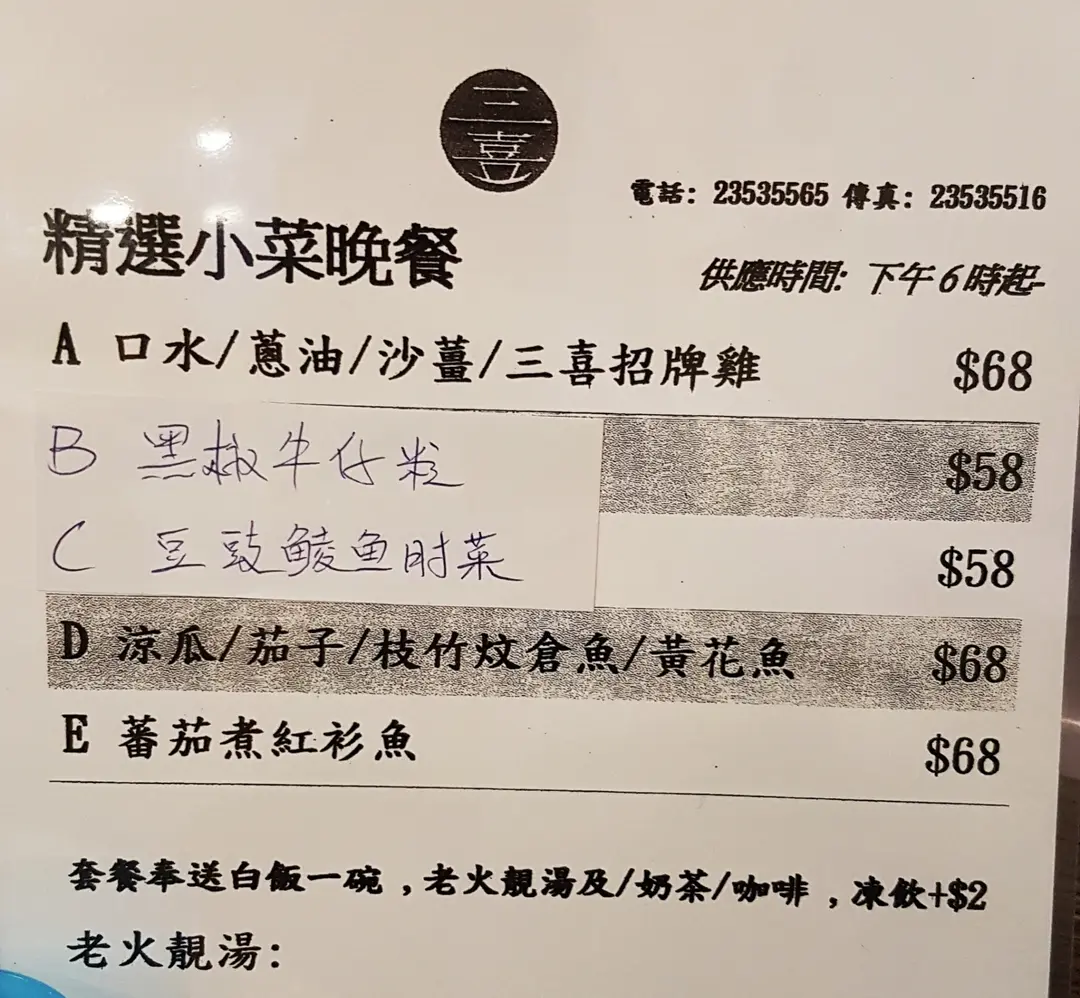 三喜
電話: 23535565 傳真: 23535516
精選小菜晚餐
供應時間: 下午6時起-
A 口水/蔥油/沙薑/三喜招牌雞 $68
B 黑椒牛仔粒 $58
C 豆豉鯪鱼时菜 $58
D 涼瓜/茄子/枝竹炆倉魚/黃花魚 $68
E 蕃茄煮紅衫魚 $68
套餐奉送白飯一碗,老火靚湯及/奶茶/咖啡,凍飲+$2
老火靚湯: